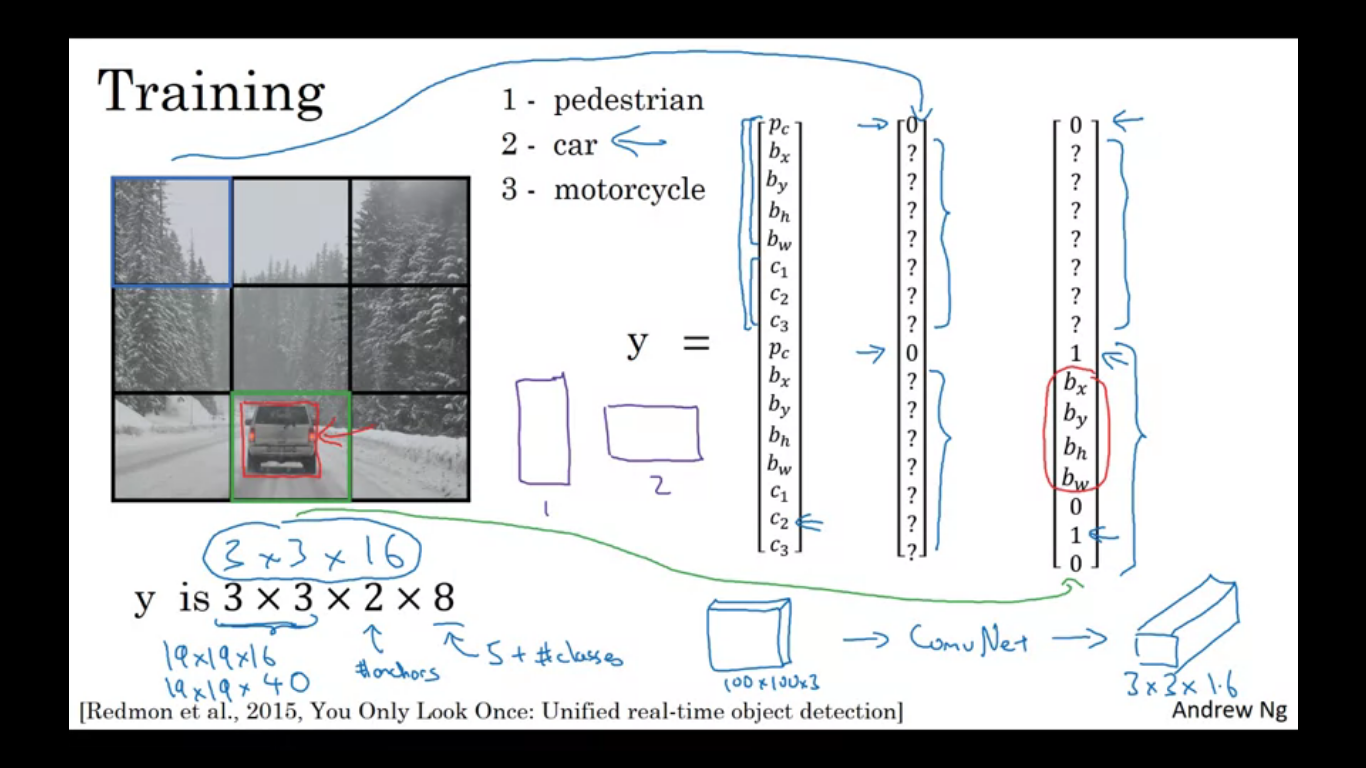 Training
1 - pedestrian
2 - car
3 - motorcycle
y =
p_c
b_x
b_y
b_h
b_w
c_1
c_2
c_3
p_c
b_x
b_y
b_h
b_w
c_1
c_2
c_3
0
?
?
?
?
?
?
?
0
?
?
?
?
?
?
?
0
?
?
?
?
?
?
?
1
b_x
b_y
b_h
b_w
0
1
0
1
2
3 × 3 × 16
y is 3 × 3 × 2 × 8
19×19×16
19×19×40
#anchors
5 + #classes
100×100×3
→ ConvNet →
3×3×16
[Redmon et al., 2015, You Only Look Once: Unified real-time object detection]
Andrew Ng